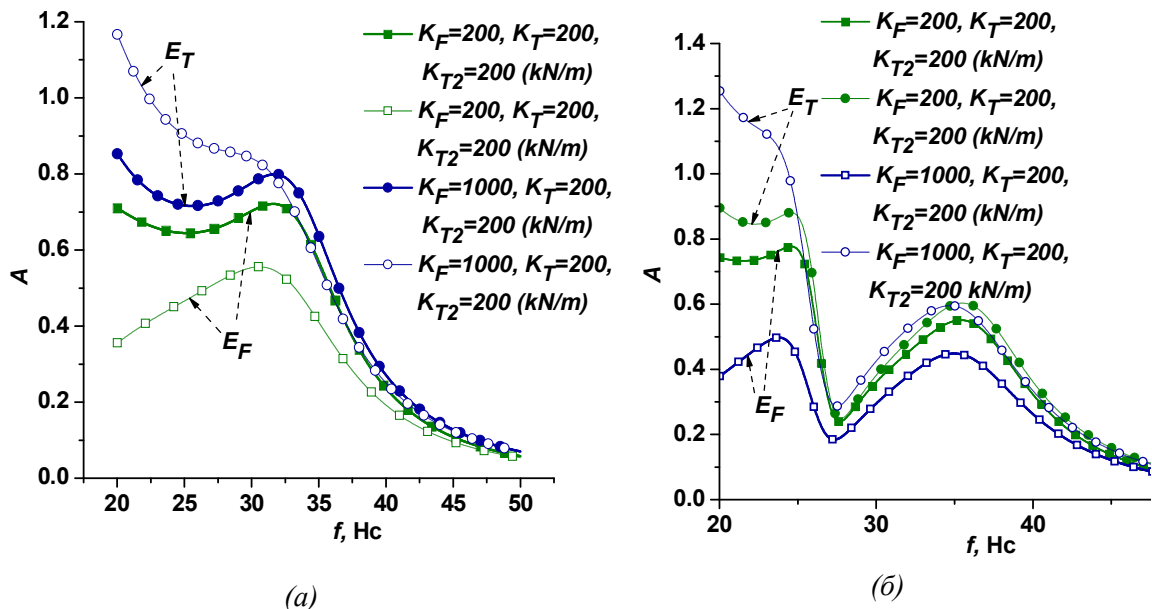 1.2
1.0
0.8
0.6
0.4
0.2
0.0
A
20 25 30 35 40 45 50
f, Hc
E_T
E_F
K_F=200, K_T=200,
K_T2=200 (kN/m)
K_F=200, K_T=200,
K_T2=200 (kN/m)
K_F=1000, K_T=200,
K_T2=200 (kN/m)
K_F=1000, K_T=200,
K_T2=200 (kN/m)
(а)
1.4
1.2
1.0
0.8
0.6
0.4
0.2
0.0
A
20 30 40
f, Hc
E_T
E_F
K_F=200, K_T=200,
K_T2=200 (kN/m)
K_F=200, K_T=200,
K_T2=200 (kN/m)
K_F=1000, K_T=200,
K_T2=200 (kN/m)
K_F=1000, K_T=200,
K_T2=200 kN/m)
(б)